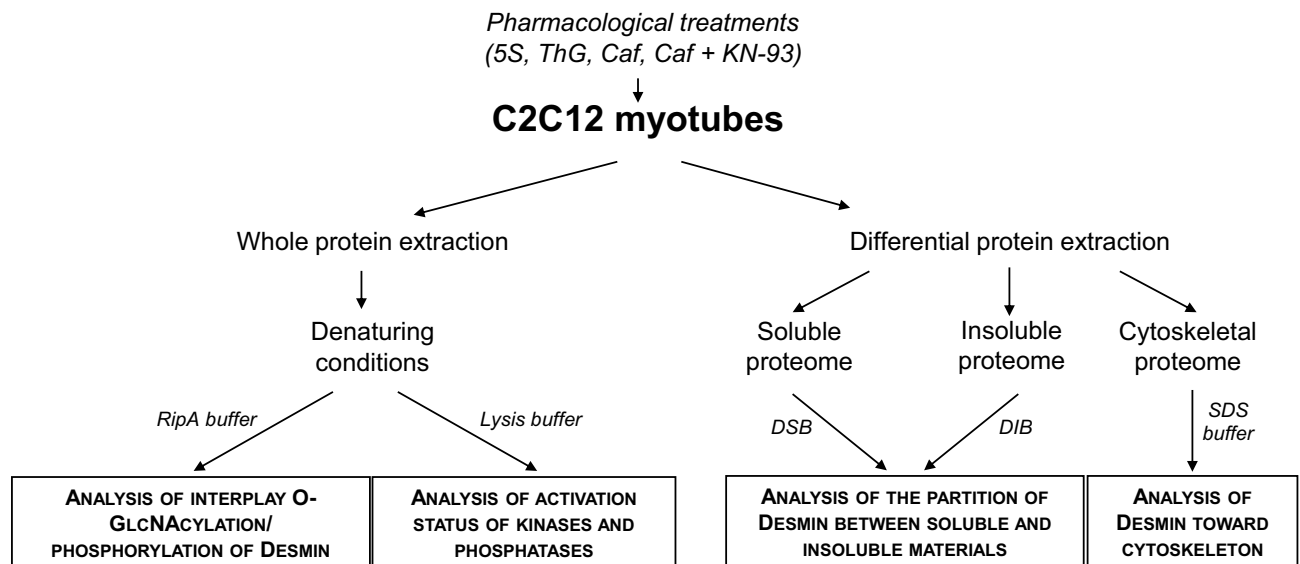 Pharmacological treatments
(5S, ThG, Caf, Caf + KN-93)
C2C12 myotubes
Whole protein extraction
Differential protein extraction
Denaturing
conditions
Soluble
proteome
Insoluble
proteome
Cytoskeletal
proteome
RipA buffer
Lysis buffer
DSB
DIB
SDS
buffer
ANALYSIS OF INTERPLAY O-
GLCNACYLATION/
PHOSPHORYLATION OF DESMIN
ANALYSIS OF ACTIVATION
STATUS OF KINASES AND
PHOSPHATASES
ANALYSIS OF THE PARTITION OF
DESMIN BETWEEN SOLUBLE AND
INSOLUBLE MATERIALS
ANALYSIS OF
DESMIN TOWARD
CYTOSKELETON